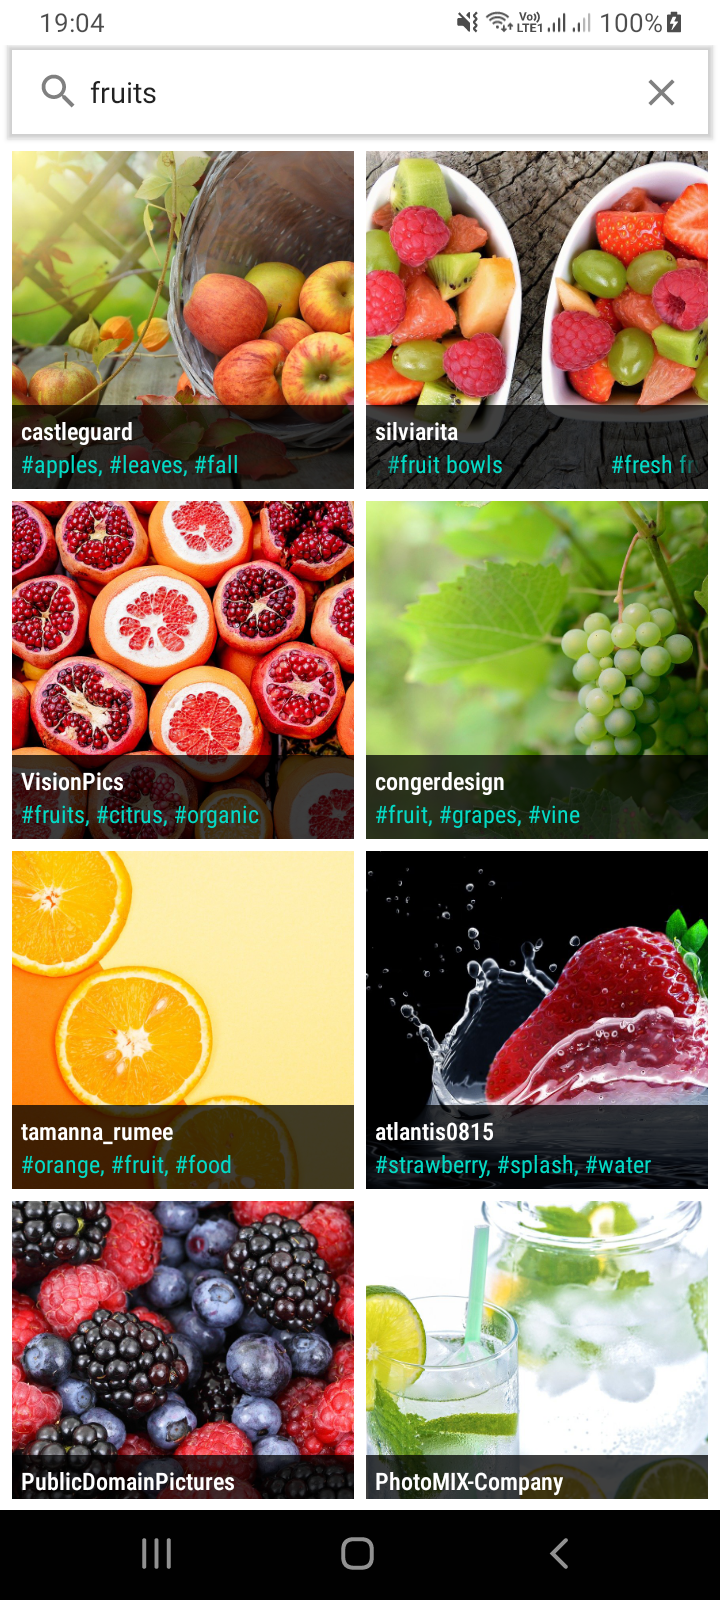 19:04
Vo)) LTE1 100%
fruits
castleguard
#apples, #leaves, #fall
silviarita
#fruit bowls #fresh fr
VisionPics
#fruits, #citrus, #organic
congerdesign
#fruit, #grapes, #vine
tamanna_rumee
#orange, #fruit, #food
atlantis0815
#strawberry, #splash, #water
PublicDomainPictures
PhotoMIX-Company